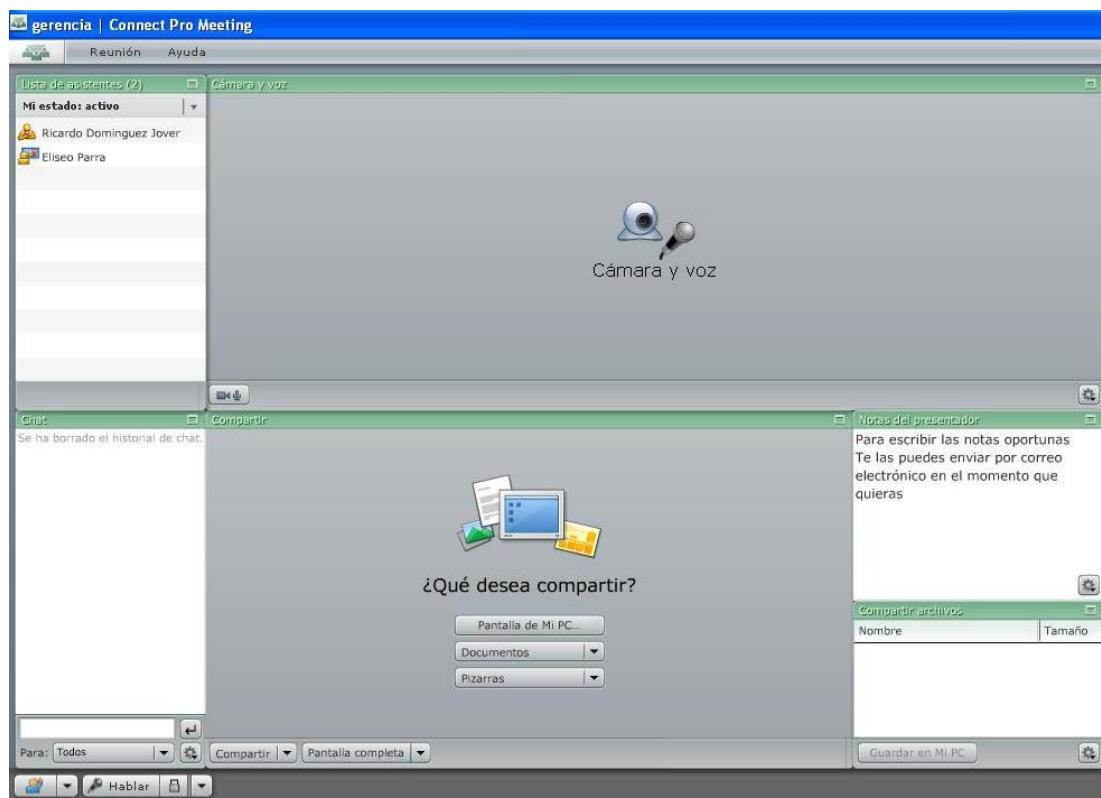 gerencia | Connect Pro Meeting
Reunión Ayuda
Lista de asistentes (2)
Mi estado: activo
Ricardo Dominguez Jover
Eliseo Parra
Cámara y voz
Cámara y voz
Chat
Se ha borrado el historial de chat.
Para: Todos
Compartir
¿Qué desea compartir?
Pantalla de Mi PC...
Documentos
Pizarras
Compartir Pantalla completa
Notas del presentador
Para escribir las notas oportunas
Te las puedes enviar por correo
electrónico en el momento que
quieras
Compartir archivos
Nombre Tamaño
Guardar en Mi PC
Hablar